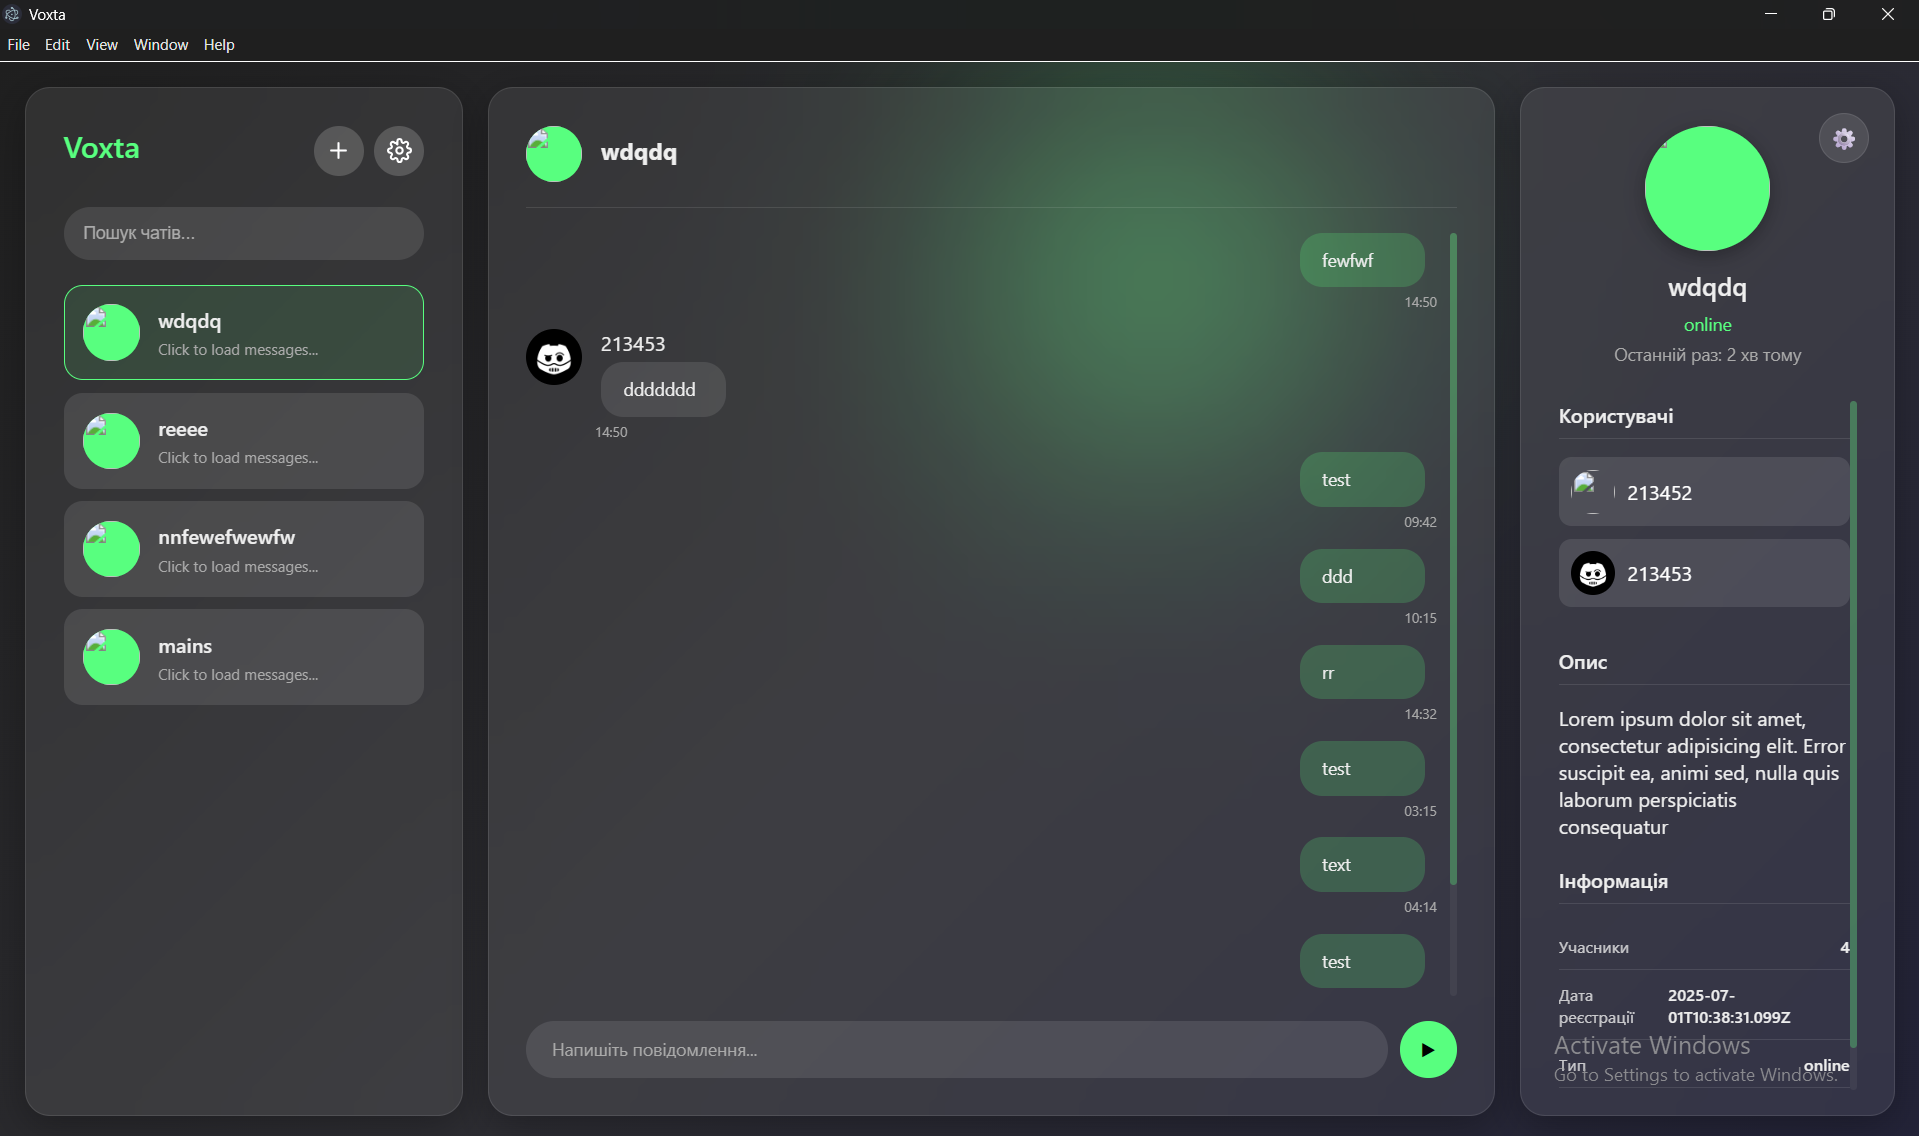 Voxta
File Edit View Window Help
Voxta
Пошук чатів...
wdqdq
Click to load messages...
reeee
Click to load messages...
nnfewefwewfw
Click to load messages...
mains
Click to load messages...
wdqdq
fewfwf
14:50
213453
ddddddd
14:50
test
09:42
ddd
10:15
rr
14:32
test
03:15
text
04:14
test
Напишіть повідомлення...
wdqdq
online
Останній раз: 2 хв тому
Користувачі
213452
213453
Опис
Lorem ipsum dolor sit amet,
consectetur adipisicing elit. Error
suscipit ea, animi sed, nulla quis
laborum perspiciatis
consequatur
Інформація
Учасники 4
Дата реєстрації 2025-07-
01T10:38:31.099Z
Тип online
Activate Windows
Go to Settings to activate Windows.